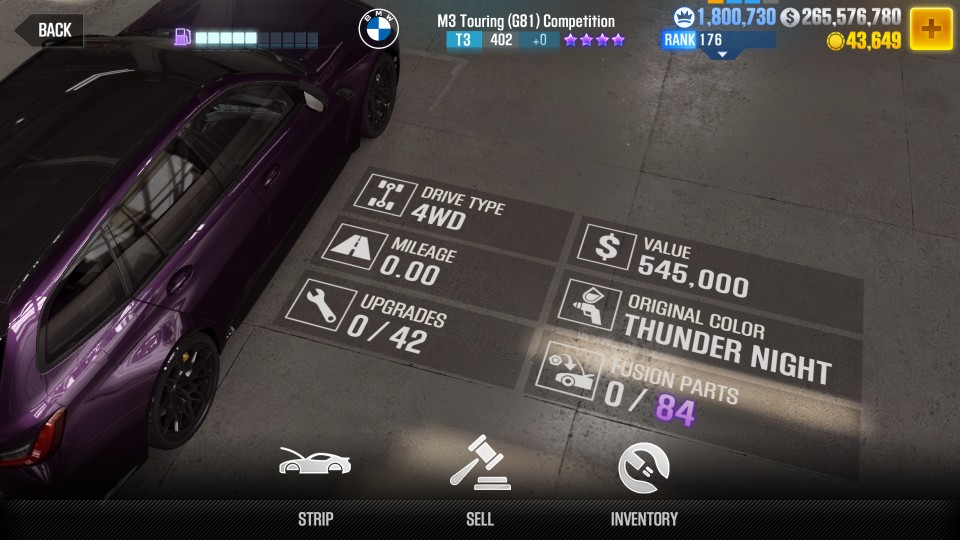 BACK
BMW
M3 Touring (G81) Competition
T3 402 +0
1,800,730 $ 265,576,780
RANK 176
43,649
DRIVE TYPE
4WD
MILEAGE
0.00
UPGRADES
0 / 42
$ VALUE
545,000
ORIGINAL COLOR
THUNDER NIGHT
FUSION PARTS
0 / 84
STRIP
SELL
INVENTORY